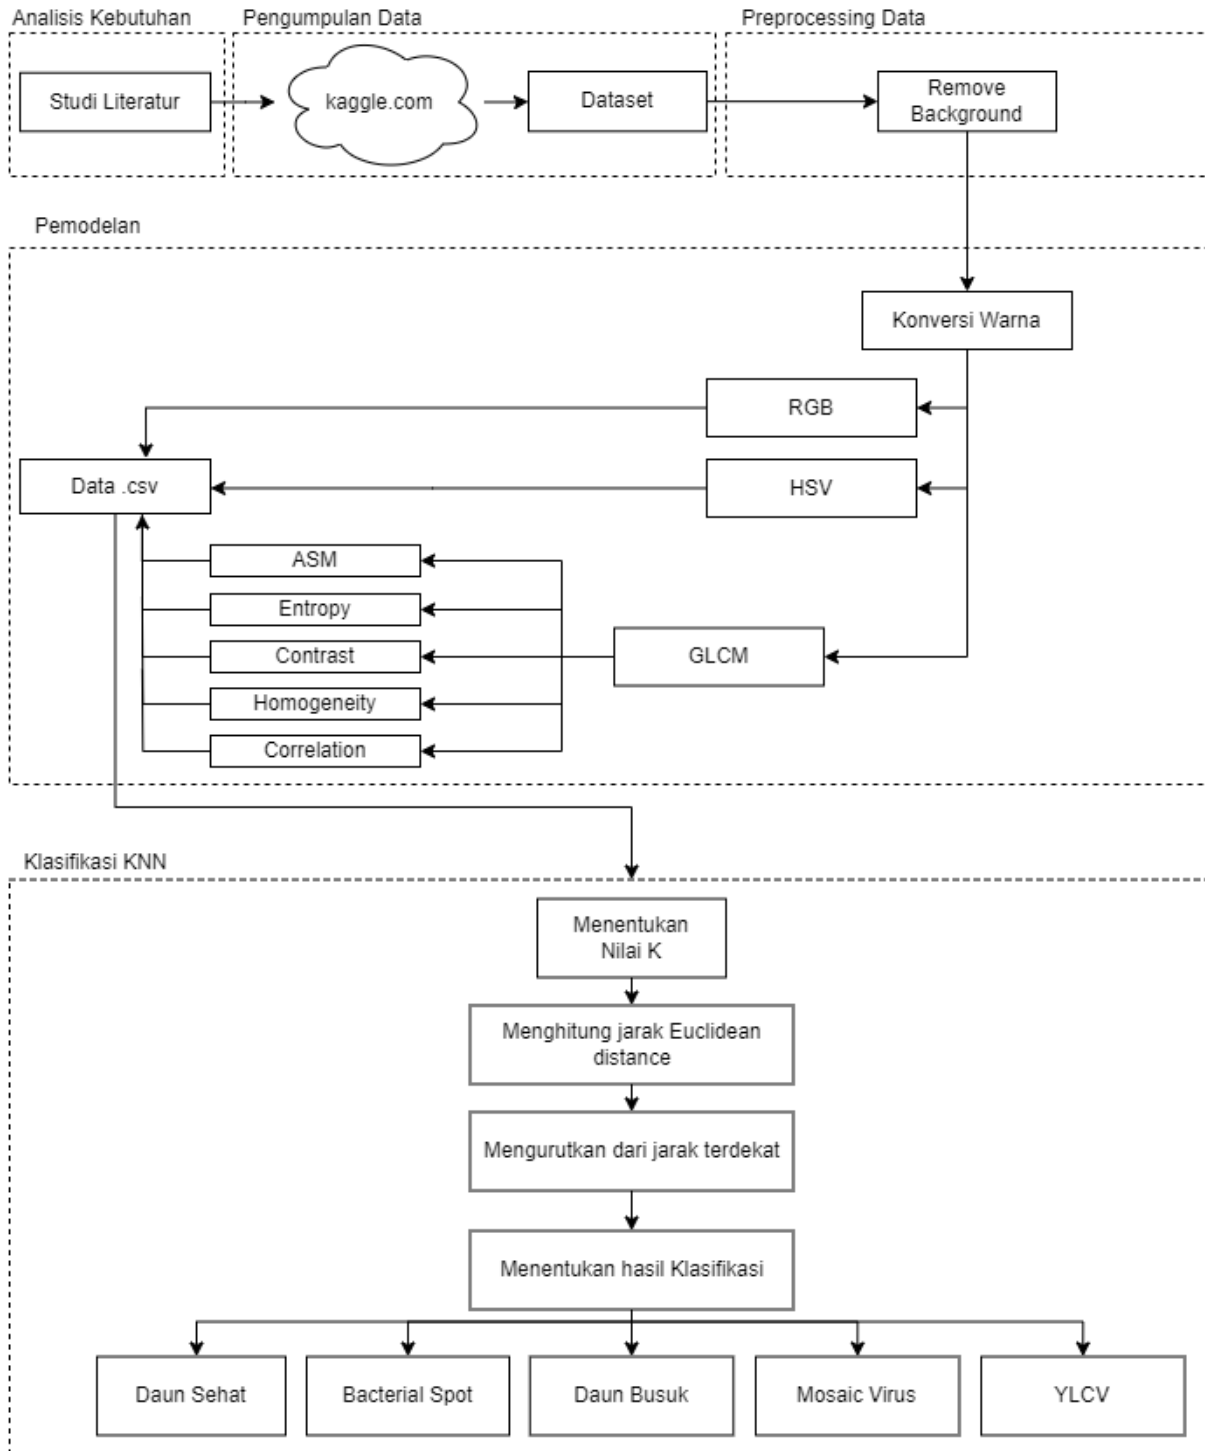 Analisis Kebutuhan
Pengumpulan Data
Preprocessing Data
Studi Literatur
kaggle.com
Dataset
Remove
Background
Pemodelan
Konversi Warna
RGB
Data .csv
HSV
ASM
Entropy
Contrast
GLCM
Homogeneity
Correlation
Klasifikasi KNN
Menentukan
Nilai K
Menghitung jarak Euclidean
distance
Mengurutkan dari jarak terdekat
Menentukan hasil Klasifikasi
Daun Sehat
Bacterial Spot
Daun Busuk
Mosaic Virus
YLCV